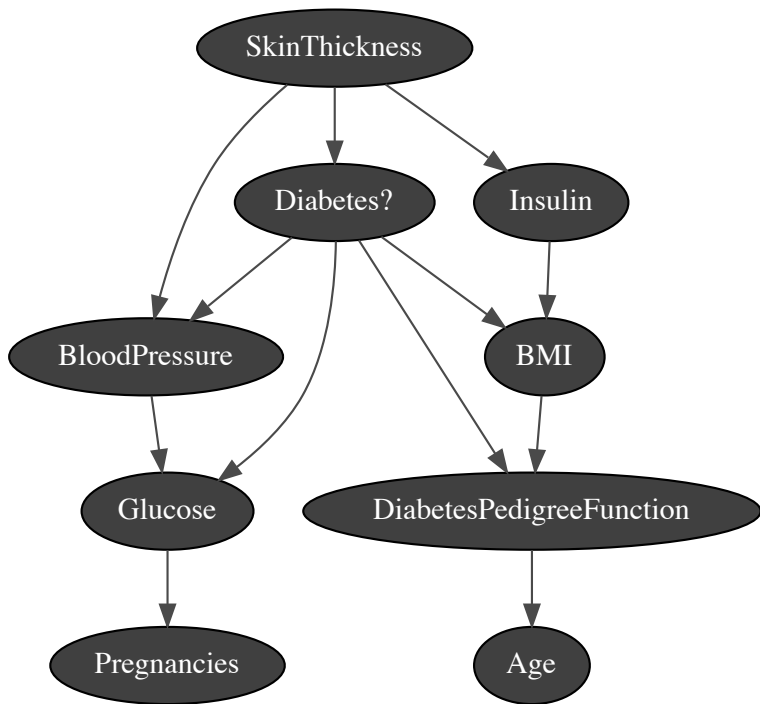 SkinThickness
Diabetes?
Insulin
BloodPressure
BMI
Glucose
DiabetesPedigreeFunction
Pregnancies
Age